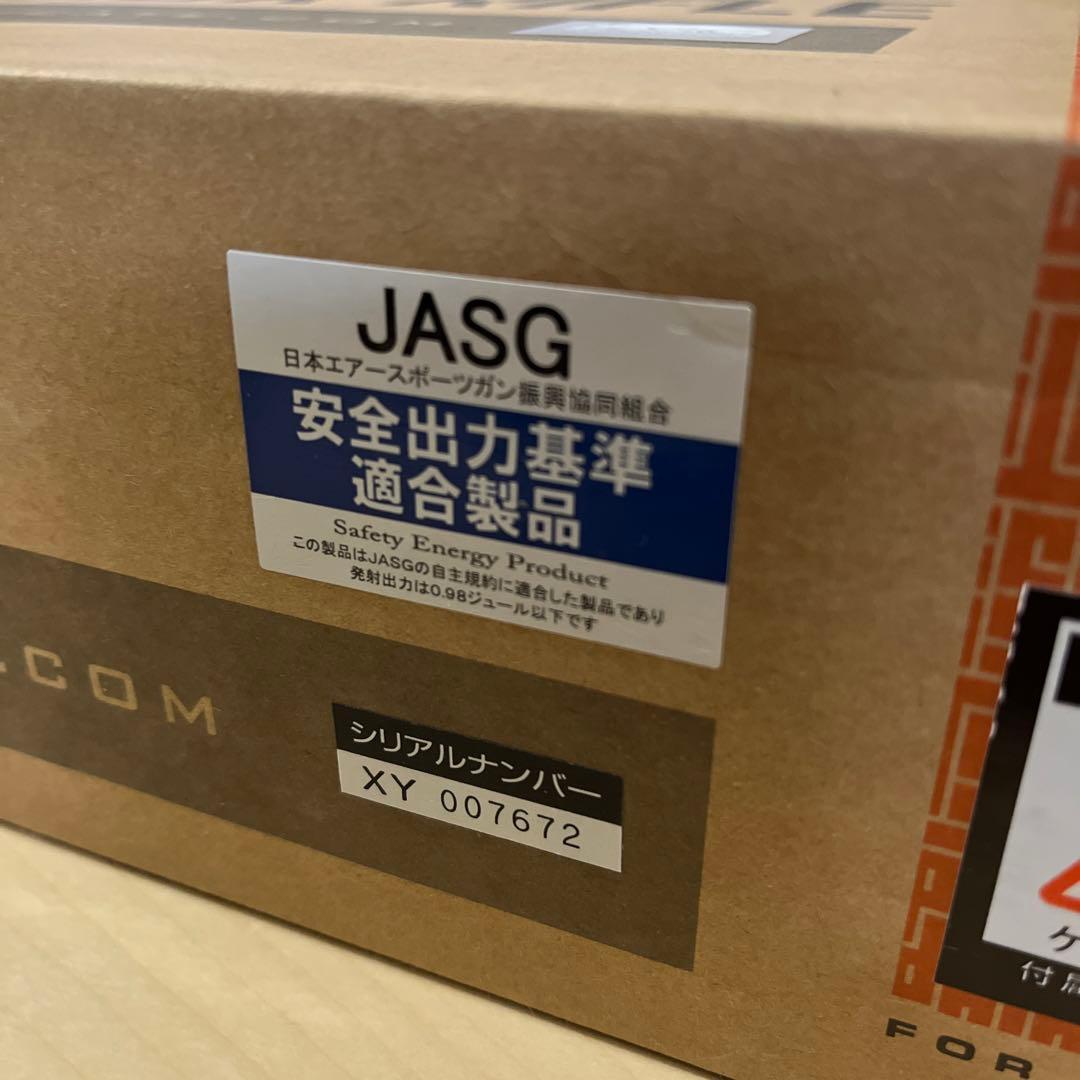 JASG
日本エアースポーツガン振興協同組合
安全出力基準
適合製品
Safety Energy Product
この製品はJASGの自主規約に適合した製品であり
発射出力は0.98ジュール以下です
.COM
シリアルナンバー
XY 007672
ケ
付属
FOR